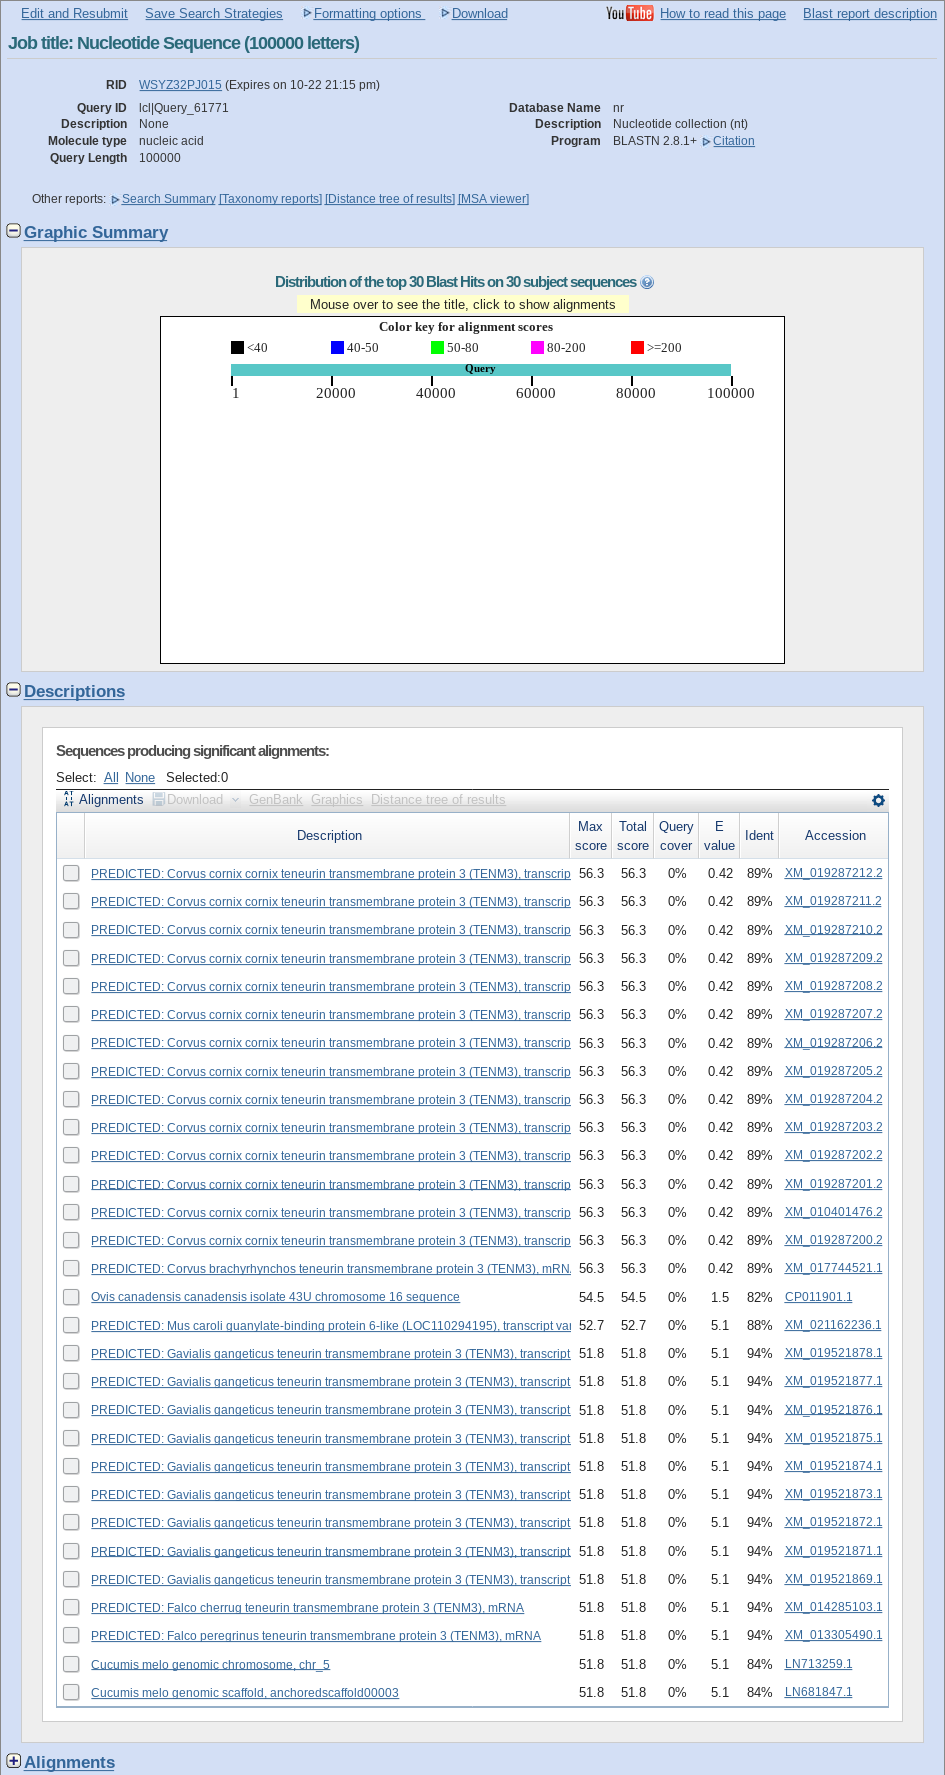 Edit and Resubmit Save Search Strategies Formatting options Download YouTube How to read this page Blast report description
Job title: Nucleotide Sequence (100000 letters)
RID WSYZ32PJ015 (Expires on 10-22 21:15 pm)
Query ID lcl|Query_61771 Database Name nr
Description None Description Nucleotide collection (nt)
Molecule type nucleic acid Program BLASTN 2.8.1+ Citation
Query Length 100000
Other reports: Search Summary [Taxonomy reports] [Distance tree of results] [MSA viewer]
Graphic Summary
Distribution of the top 30 Blast Hits on 30 subject sequences ?
Mouse over to see the title, click to show alignments
Color key for alignment scores
<40 40-50 50-80 80-200 >=200
Query
1 20000 40000 60000 80000 100000
Descriptions
Sequences producing significant alignments:
Select: All None Selected:0
Alignments Download GenBank Graphics Distance tree of results
Description Max score Total score Query cover E value Ident Accession
PREDICTED: Corvus cornix cornix teneurin transmembrane protein 3 (TENM3), transcrip 56.3 56.3 0% 0.42 89% XM_019287212.2
PREDICTED: Corvus cornix cornix teneurin transmembrane protein 3 (TENM3), transcrip 56.3 56.3 0% 0.42 89% XM_019287211.2
PREDICTED: Corvus cornix cornix teneurin transmembrane protein 3 (TENM3), transcrip 56.3 56.3 0% 0.42 89% XM_019287210.2
PREDICTED: Corvus cornix cornix teneurin transmembrane protein 3 (TENM3), transcrip 56.3 56.3 0% 0.42 89% XM_019287209.2
PREDICTED: Corvus cornix cornix teneurin transmembrane protein 3 (TENM3), transcrip 56.3 56.3 0% 0.42 89% XM_019287208.2
PREDICTED: Corvus cornix cornix teneurin transmembrane protein 3 (TENM3), transcrip 56.3 56.3 0% 0.42 89% XM_019287207.2
PREDICTED: Corvus cornix cornix teneurin transmembrane protein 3 (TENM3), transcrip 56.3 56.3 0% 0.42 89% XM_019287206.2
PREDICTED: Corvus cornix cornix teneurin transmembrane protein 3 (TENM3), transcrip 56.3 56.3 0% 0.42 89% XM_019287205.2
PREDICTED: Corvus cornix cornix teneurin transmembrane protein 3 (TENM3), transcrip 56.3 56.3 0% 0.42 89% XM_019287204.2
PREDICTED: Corvus cornix cornix teneurin transmembrane protein 3 (TENM3), transcrip 56.3 56.3 0% 0.42 89% XM_019287203.2
PREDICTED: Corvus cornix cornix teneurin transmembrane protein 3 (TENM3), transcrip 56.3 56.3 0% 0.42 89% XM_019287202.2
PREDICTED: Corvus cornix cornix teneurin transmembrane protein 3 (TENM3), transcrip 56.3 56.3 0% 0.42 89% XM_019287201.2
PREDICTED: Corvus cornix cornix teneurin transmembrane protein 3 (TENM3), transcrip 56.3 56.3 0% 0.42 89% XM_010401476.2
PREDICTED: Corvus cornix cornix teneurin transmembrane protein 3 (TENM3), transcrip 56.3 56.3 0% 0.42 89% XM_019287200.2
PREDICTED: Corvus brachyrhynchos teneurin transmembrane protein 3 (TENM3), mRNA 56.3 56.3 0% 0.42 89% XM_017744521.1
Ovis canadensis canadensis isolate 43U chromosome 16 sequence 54.5 54.5 0% 1.5 82% CP011901.1
PREDICTED: Mus caroli guanylate-binding protein 6-like (LOC110294195), transcript var 52.7 52.7 0% 5.1 88% XM_021162236.1
PREDICTED: Gavialis gangeticus teneurin transmembrane protein 3 (TENM3), transcript 51.8 51.8 0% 5.1 94% XM_019521878.1
PREDICTED: Gavialis gangeticus teneurin transmembrane protein 3 (TENM3), transcript 51.8 51.8 0% 5.1 94% XM_019521877.1
PREDICTED: Gavialis gangeticus teneurin transmembrane protein 3 (TENM3), transcript 51.8 51.8 0% 5.1 94% XM_019521876.1
PREDICTED: Gavialis gangeticus teneurin transmembrane protein 3 (TENM3), transcript 51.8 51.8 0% 5.1 94% XM_019521875.1
PREDICTED: Gavialis gangeticus teneurin transmembrane protein 3 (TENM3), transcript 51.8 51.8 0% 5.1 94% XM_019521874.1
PREDICTED: Gavialis gangeticus teneurin transmembrane protein 3 (TENM3), transcript 51.8 51.8 0% 5.1 94% XM_019521873.1
PREDICTED: Gavialis gangeticus teneurin transmembrane protein 3 (TENM3), transcript 51.8 51.8 0% 5.1 94% XM_019521872.1
PREDICTED: Gavialis gangeticus teneurin transmembrane protein 3 (TENM3), transcript 51.8 51.8 0% 5.1 94% XM_019521871.1
PREDICTED: Gavialis gangeticus teneurin transmembrane protein 3 (TENM3), transcript 51.8 51.8 0% 5.1 94% XM_019521869.1
PREDICTED: Falco cherrug teneurin transmembrane protein 3 (TENM3), mRNA 51.8 51.8 0% 5.1 94% XM_014285103.1
PREDICTED: Falco peregrinus teneurin transmembrane protein 3 (TENM3), mRNA 51.8 51.8 0% 5.1 94% XM_013305490.1
Cucumis melo genomic chromosome, chr_5 51.8 51.8 0% 5.1 84% LN713259.1
Cucumis melo genomic scaffold, anchoredscaffold00003 51.8 51.8 0% 5.1 84% LN681847.1
Alignments